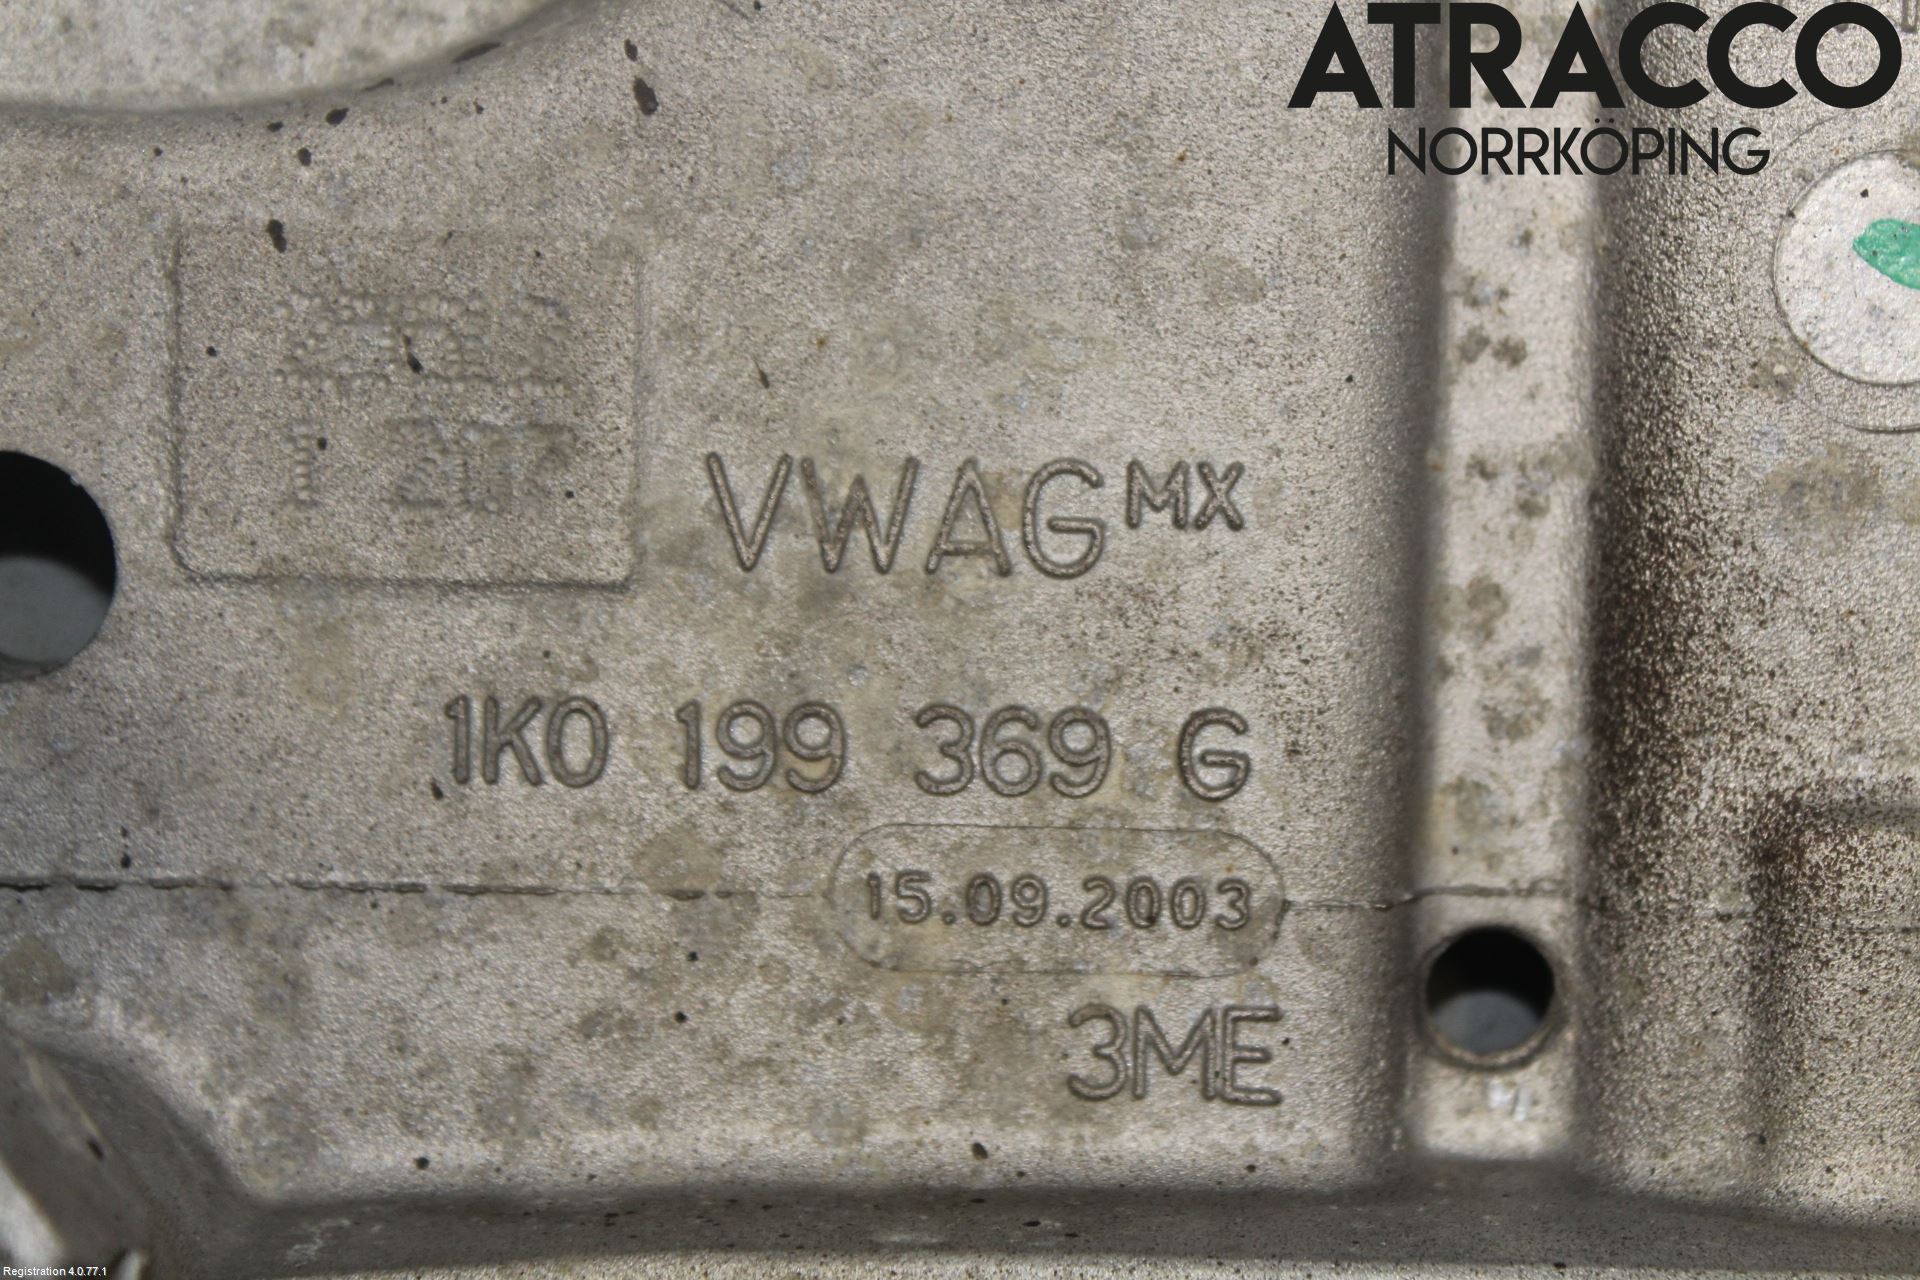 ATRACCO
NORRKÖPING
VWAG MX
1K0 199 369 G
15.09.2003
3ME
Registration 4.0.77.1